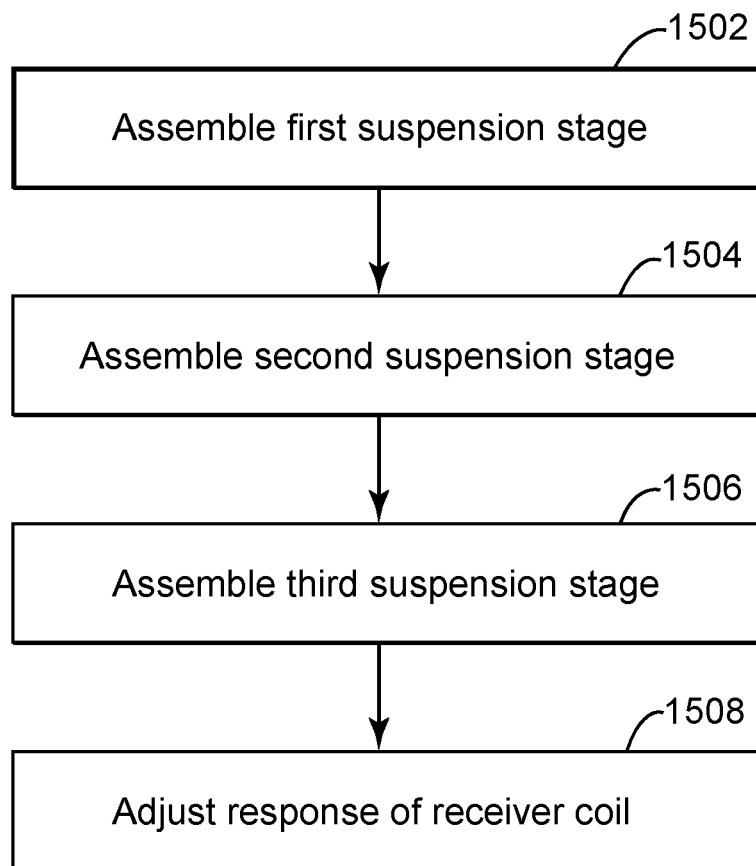 1502
Assemble first suspension stage
1504
Assemble second suspension stage
1506
Assemble third suspension stage
1508
Adjust response of receiver coil